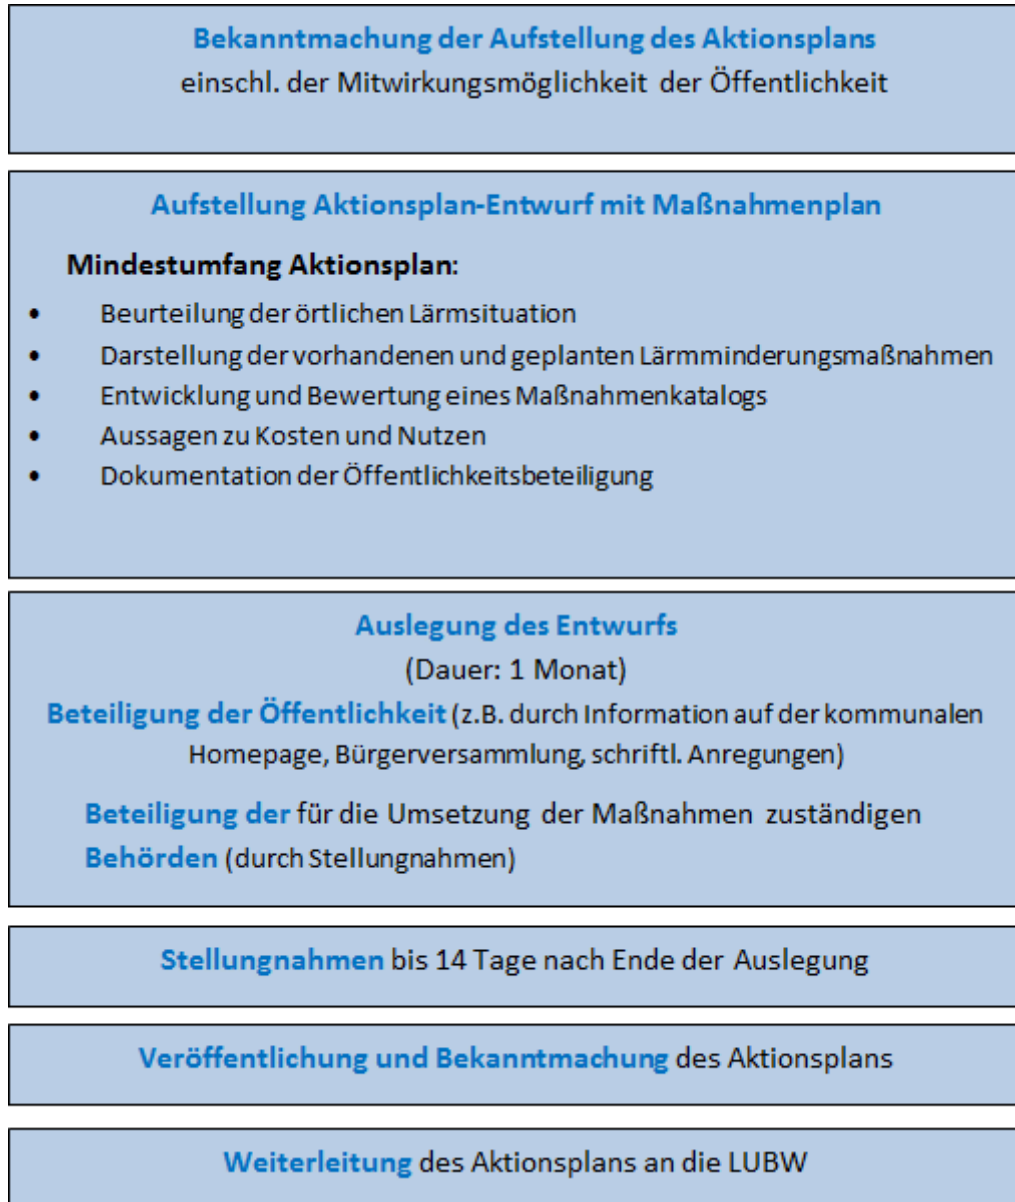 Bekanntmachung der Aufstellung des Aktionsplans
einschl. der Mitwirkungsmöglichkeit der Öffentlichkeit
Aufstellung Aktionsplan-Entwurf mit Maßnahmenplan
Mindestumfang Aktionsplan:
• Beurteilung der örtlichen Lärmsituation
• Darstellung der vorhandenen und geplanten Lärmminderungsmaßnahmen
• Entwicklung und Bewertung eines Maßnahmenkatalogs
• Aussagen zu Kosten und Nutzen
• Dokumentation der Öffentlichkeitsbeteiligung
Auslegung des Entwurfs
(Dauer: 1 Monat)
Beteiligung der Öffentlichkeit (z.B. durch Information auf der kommunalen
Homepage, Bürgerversammlung, schriftl. Anregungen)
Beteiligung der für die Umsetzung der Maßnahmen zuständigen
Behörden (durch Stellungnahmen)
Stellungnahmen bis 14 Tage nach Ende der Auslegung
Veröffentlichung und Bekanntmachung des Aktionsplans
Weiterleitung des Aktionsplans an die LUBW